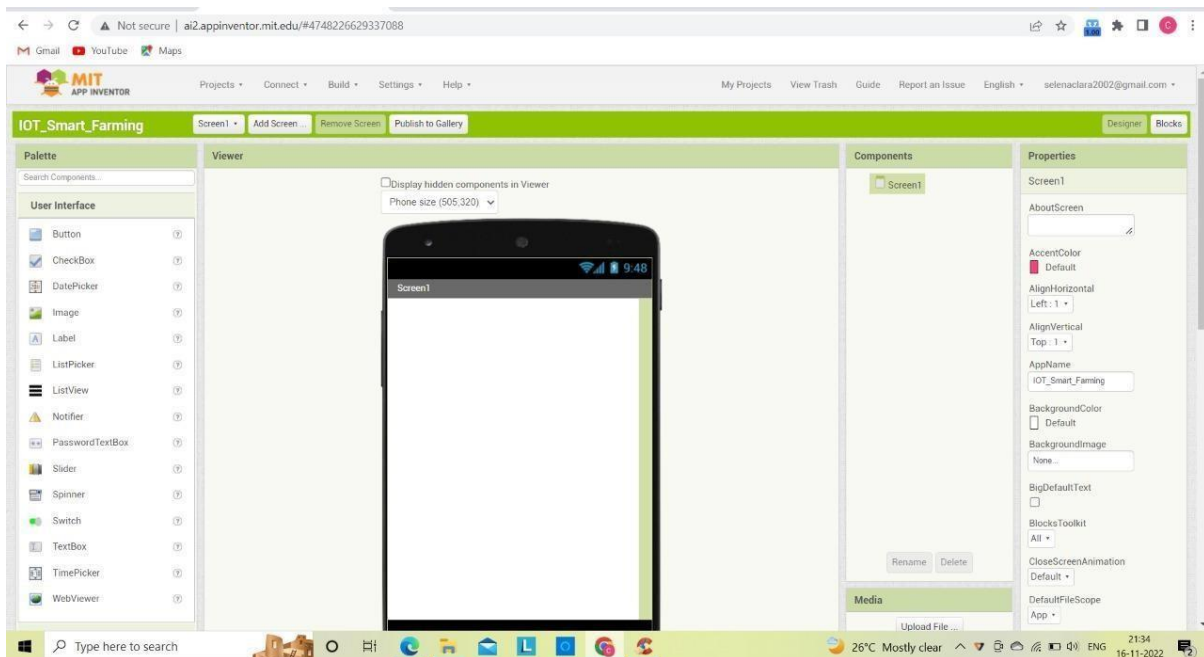 Not secure | ai2.appinventor.mit.edu/#4748226629337088
Gmail YouTube Maps
MIT APP INVENTOR
Projects Connect Build Settings Help My Projects View Trash Guide Report an Issue English selenaclara2002@gmail.com
IOT_Smart_Farming Screen1 Add Screen ... Remove Screen Publish to Gallery Designer Blocks
Palette
Search Components...
User Interface
Button
CheckBox
DatePicker
Image
Label
ListPicker
ListView
Notifier
PasswordTextBox
Slider
Spinner
Switch
TextBox
TimePicker
WebViewer
Viewer
Display hidden components in Viewer
Phone size (505,320)
9:48
Screen1
Components
Screen1
Rename Delete
Media
Upload File ...
Properties
Screen1
AboutScreen
AccentColor
Default
AlignHorizontal
Left : 1
AlignVertical
Top : 1
AppName
IOT_Smart_Farming
BackgroundColor
Default
BackgroundImage
None...
BigDefaultText
BlocksToolkit
All
CloseScreenAnimation
Default
DefaultFileScope
App
Type here to search
26°C Mostly clear ENG
21:34
16-11-2022